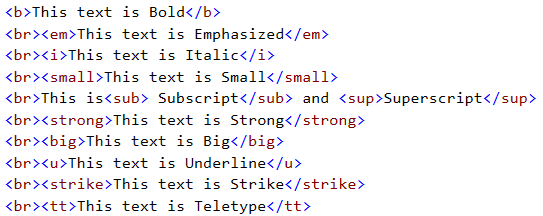 <b>This text is Bold</b>
<br><em>This text is Emphasized</em>
<br><i>This text is Italic</i>
<br><small>This text is Small</small>
<br>This is<sub> Subscript</sub> and <sup>Superscript</sup>
<br><strong>This text is Strong</strong>
<br><big>This text is Big</big>
<br><u>This text is Underline</u>
<br><strike>This text is Strike</strike>
<br><tt>This text is Teletype</tt>